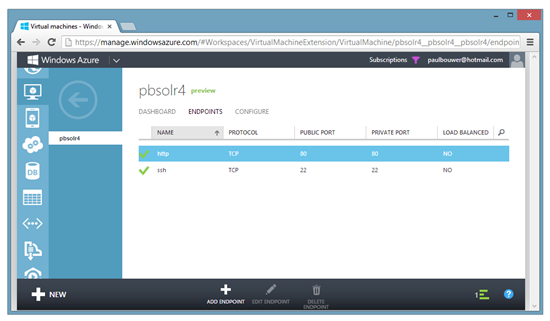 Virtual machines - Windo
https://manage.windowsazure.com/#Workspaces/VirtualMachineExtension/VirtualMachine/pbsolr4__pbsolr4__pbsolr4/endpoin
Windows Azure
Subscriptions
paulbouwer@hotmail.com
pbsolr4 preview
pbsolr4
DASHBOARD ENDPOINTS CONFIGURE
NAME PROTOCOL PUBLIC PORT PRIVATE PORT LOAD BALANCED
http TCP 80 80 NO
ssh TCP 22 22 NO
DB
NEW
ADD ENDPOINT EDIT ENDPOINT DELETE ENDPOINT
1
?